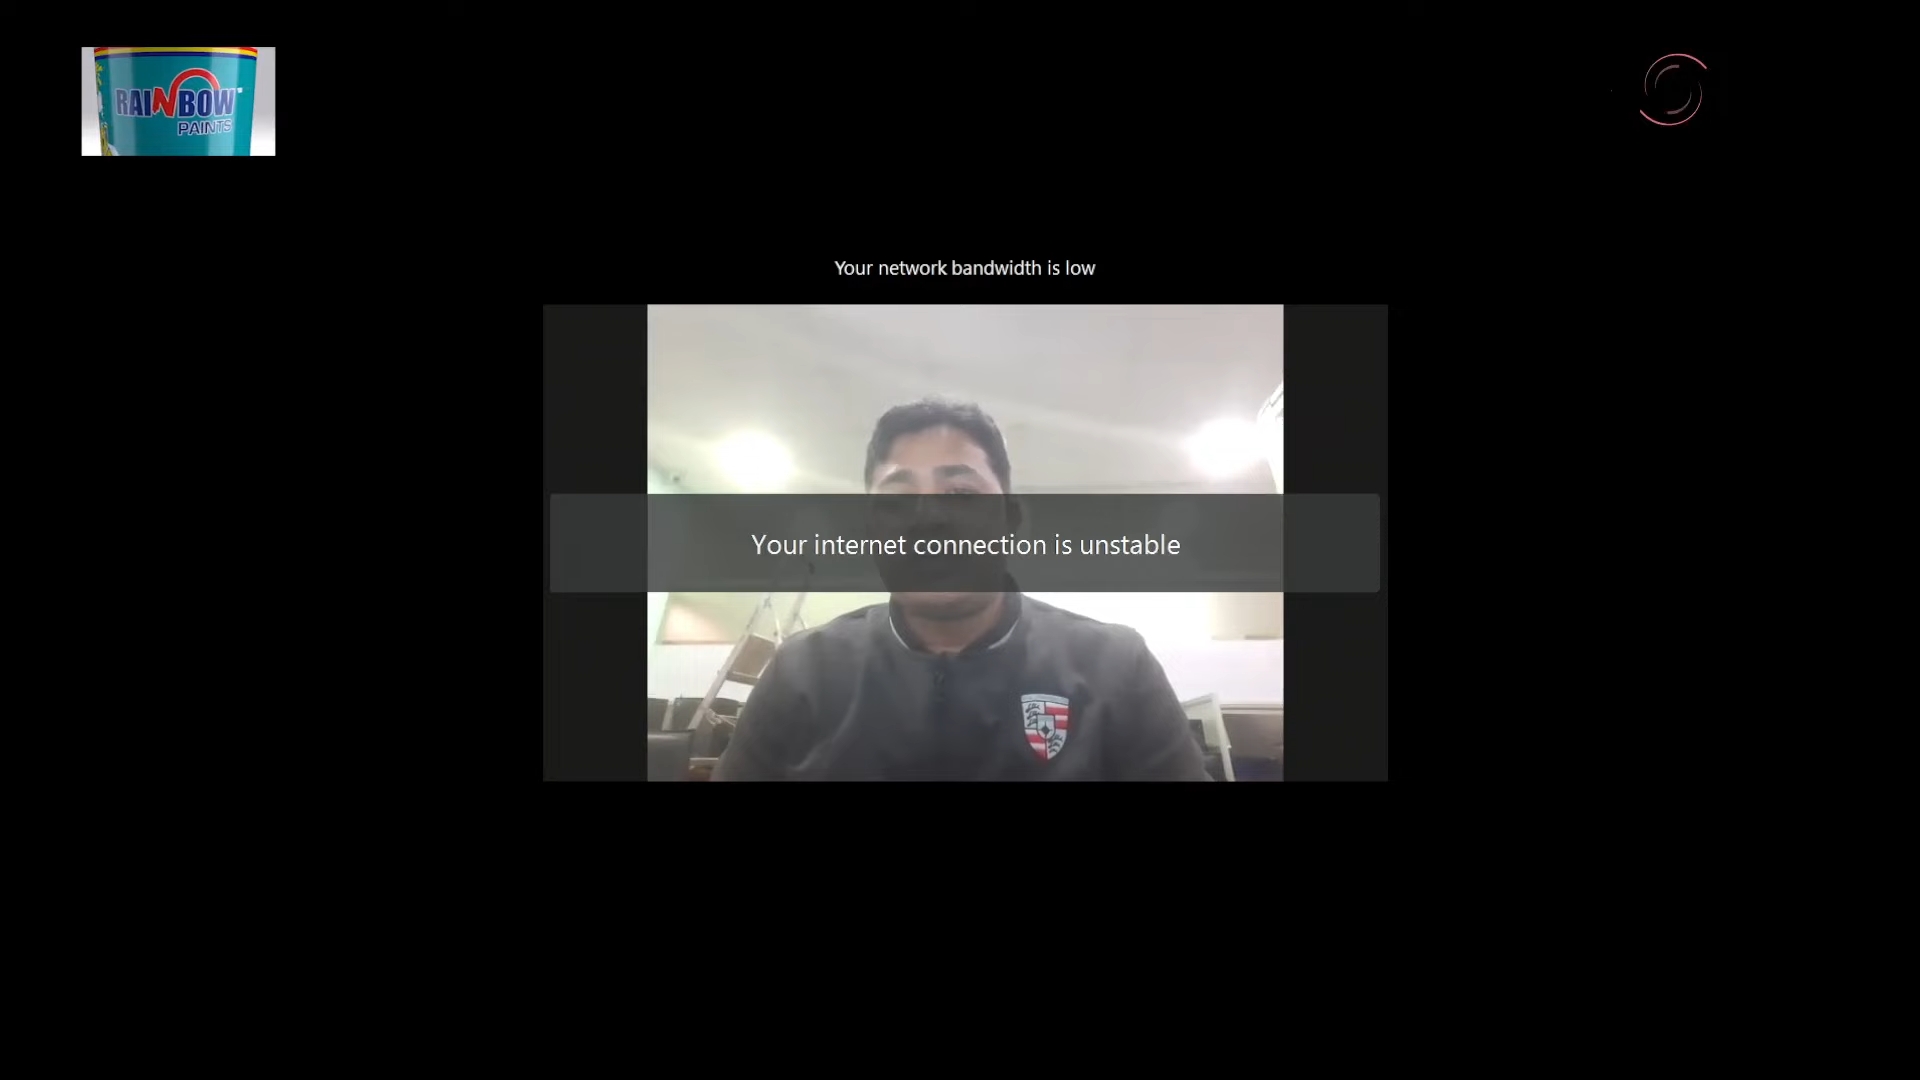 RAINBOW
PAINTS
Your network bandwidth is low
Your internet connection is unstable